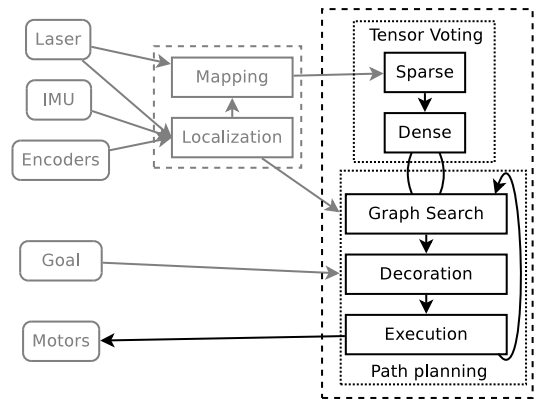 Laser
IMU
Encoders
Mapping
Localization
Tensor Voting
Sparse
Dense
Graph Search
Goal
Decoration
Motors
Execution
Path planning